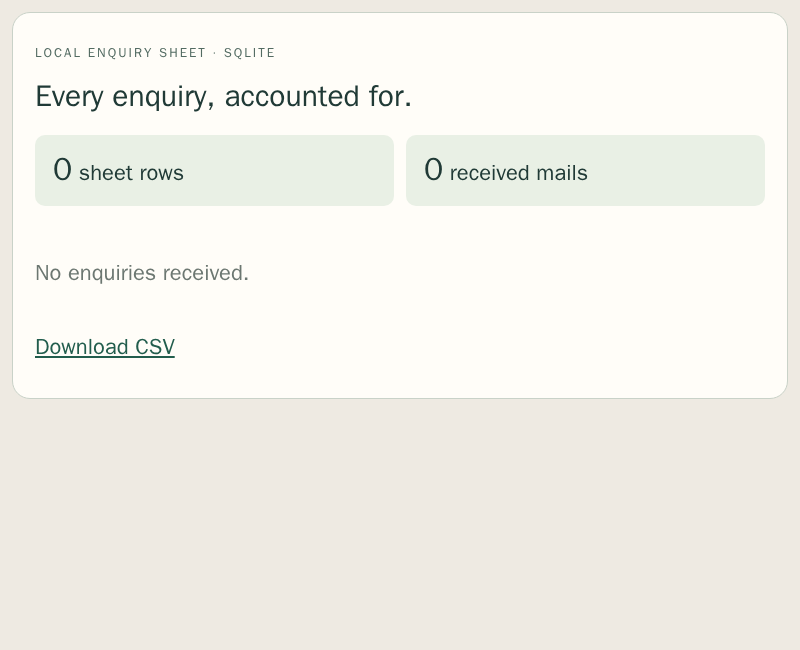 LOCAL ENQUIRY SHEET · SQLITE
Every enquiry, accounted for.
0 sheet rows
0 received mails
No enquiries received.
Download CSV